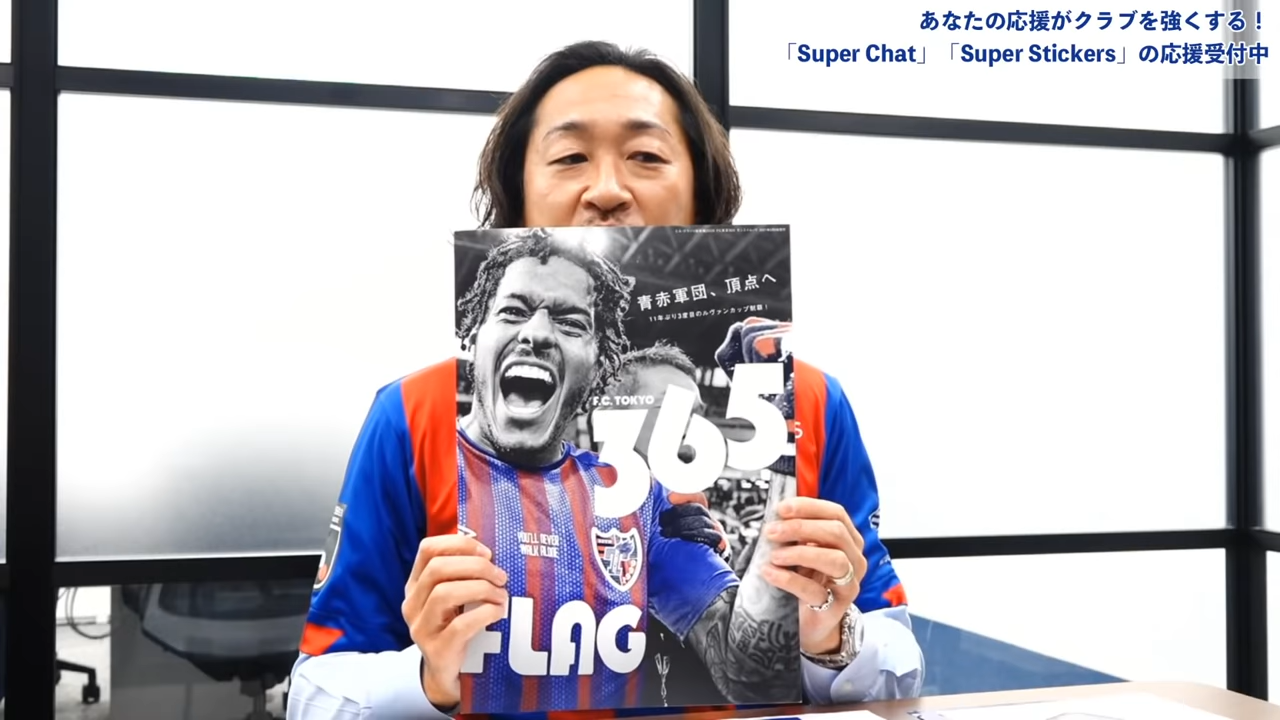 あなたの応援がクラブを強くする！
「Super Chat」「Super Stickers」の応援受付中
青赤軍団、頂点へ
11年ぶり3度目のルヴァンカップ制覇！
F.C. TOKYO
365
YOU'LL NEVER
WALK ALONE
FLAG